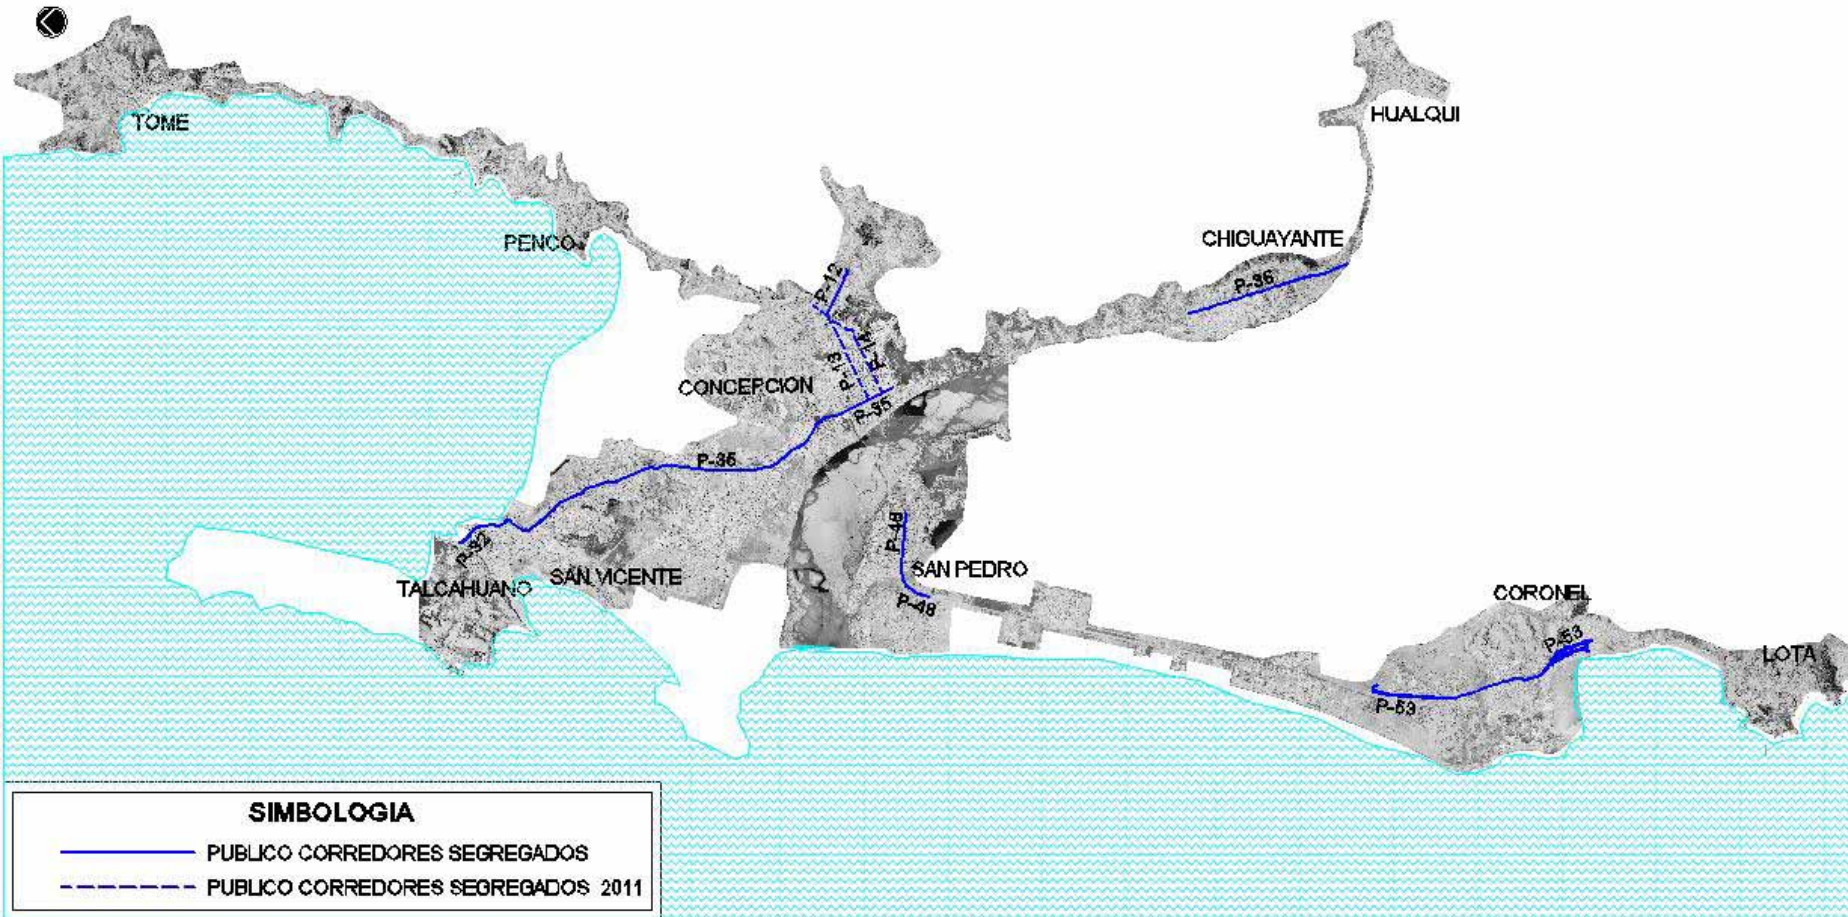 TOME
HUALQUI
PENCO
CHIGUAYANTE
P-36
P-12
P-13
P-14
CONCEPCION
P-35
P-35
P-32
TALCAHUANO
SAN VICENTE
P-48
SAN PEDRO
P-48
CORONEL
P-53
LOTA
P-53
SIMBOLOGIA
PUBLICO CORREDORES SEGREGADOS
PUBLICO CORREDORES SEGREGADOS 2011